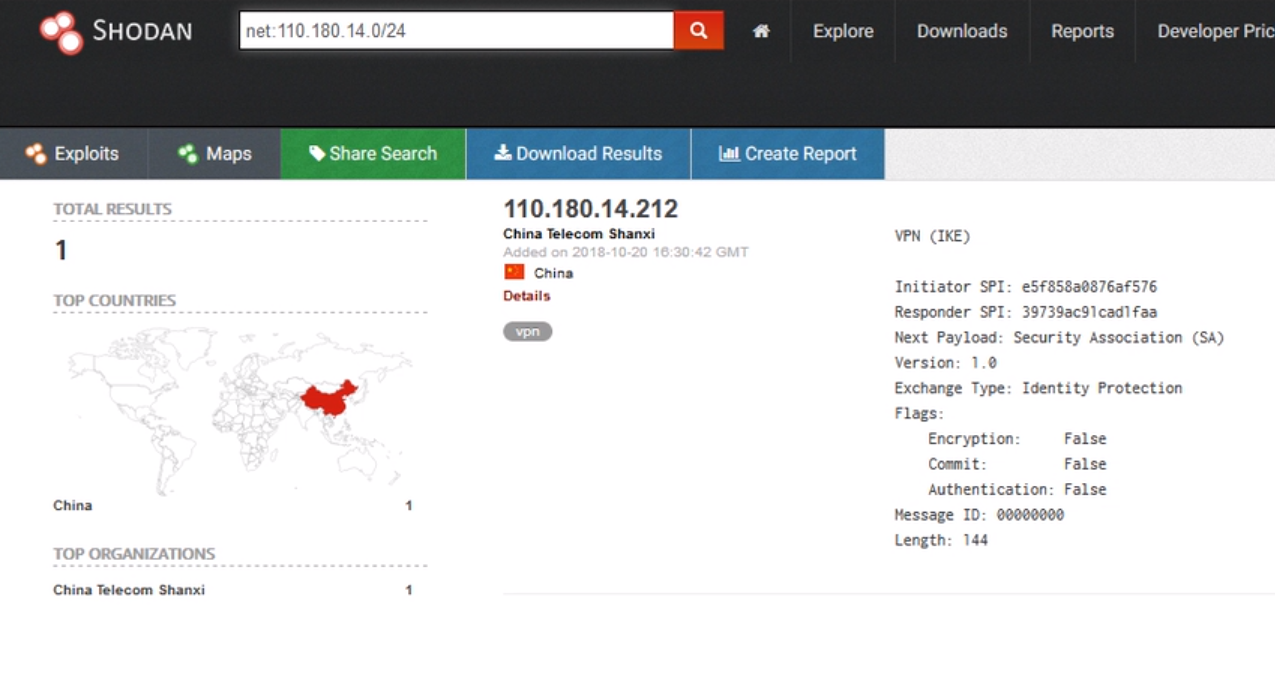 SHODAN
net:110.180.14.0/24
Explore
Downloads
Reports
Developer Pric
Exploits
Maps
Share Search
Download Results
Create Report
TOTAL RESULTS
1
TOP COUNTRIES
China 1
TOP ORGANIZATIONS
China Telecom Shanxi 1
110.180.14.212
China Telecom Shanxi
Added on 2018-10-20 16:30:42 GMT
China
Details
vpn
VPN (IKE)
Initiator SPI: e5f858a0876af576
Responder SPI: 39739ac91cad1faa
Next Payload: Security Association (SA)
Version: 1.0
Exchange Type: Identity Protection
Flags:
Encryption: False
Commit: False
Authentication: False
Message ID: 00000000
Length: 144